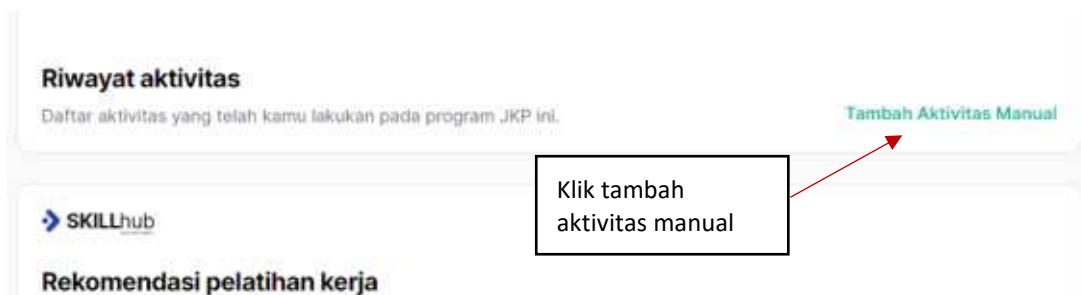 Riwayat aktivitas
Daftar aktivitas yang telah kamu lakukan pada program JKP ini.
Tambah Aktivitas Manual
Klik tambah
aktivitas manual
SKILLhub
Rekomendasi pelatihan kerja